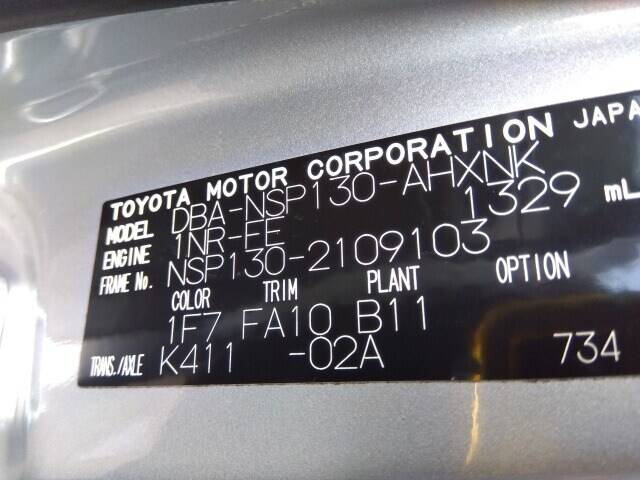 TOYOTA MOTOR CORPORATION JAPA
MODEL DBA-NSP130-AHXNK
ENGINE 1NR-FE 1329 mL
FRAME No. NSP130-2109103
COLOR TRIM PLANT OPTION
1F7 FA10 B11
TRANS./AXLE K411 -02A 734